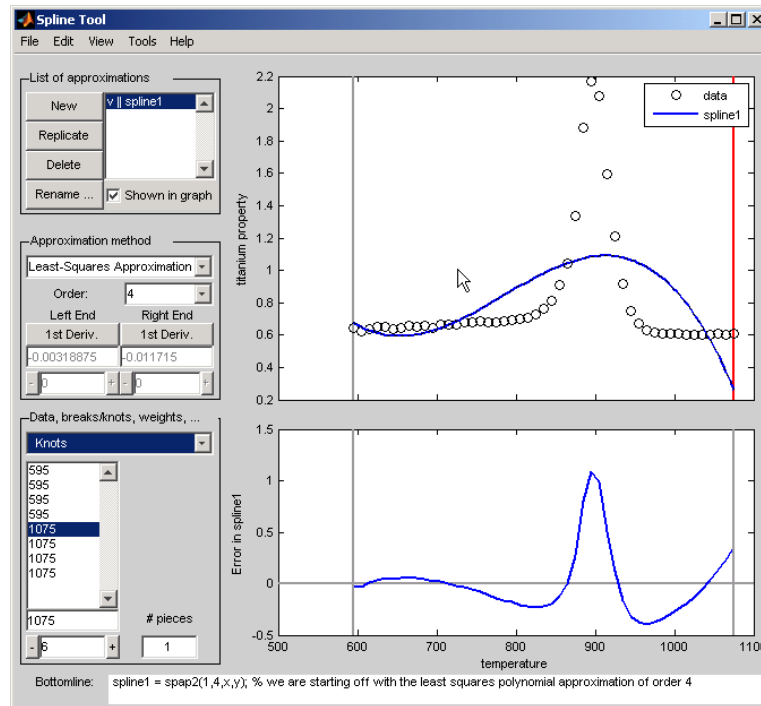 Spline Tool
File Edit View Tools Help
List of approximations
New
Replicate
Delete
Rename ...
v || spline1
Shown in graph
Approximation method
Least-Squares Approximation
Order: 4
Left End Right End
1st Deriv. 1st Deriv.
-0.00318875 -0.011715
- 0 + - 0 +
Data, breaks/knots, weights, ...
Knots
595
595
595
595
1075
1075
1075
1075
1075
# pieces
- 6 + 1
2.2
2
1.8
1.6
1.4
1.2
1
0.8
0.6
0.4
0.2
titanium property
data
spline1
1.5
1
0.5
0
-0.5
Error in spline1
500 600 700 800 900 1000 1100
temperature
Bottomline: spline1 = spap2(1,4,x,y); % we are starting off with the least squares polynomial approximation of order 4